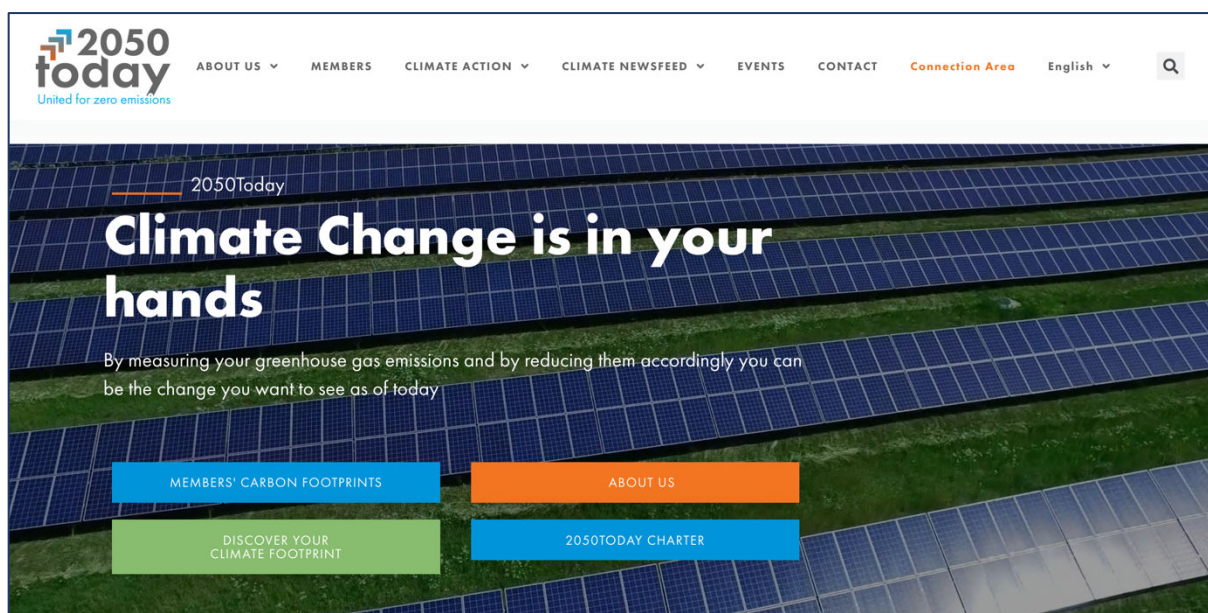 2050
today
United for zero emissions
ABOUT US MEMBERS CLIMATE ACTION CLIMATE NEWSFEED EVENTS CONTACT Connection Area English
2050Today
Climate Change is in your
hands
By measuring your greenhouse gas emissions and by reducing them accordingly you can
be the change you want to see as of today
MEMBERS' CARBON FOOTPRINTS
ABOUT US
DISCOVER YOUR
CLIMATE FOOTPRINT
2050TODAY CHARTER